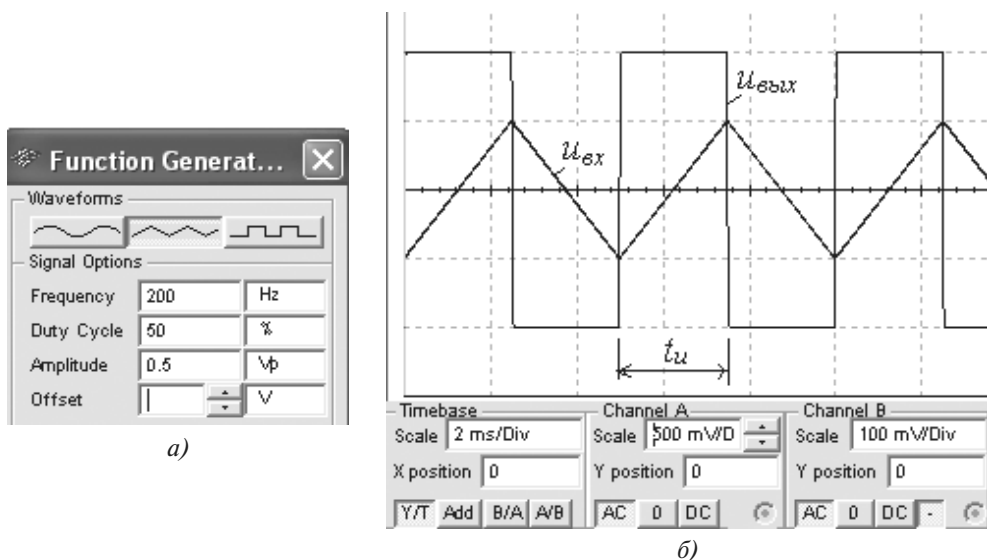 Function Generat...
Waveforms
Signal Options
Frequency 200 Hz
Duty Cycle 50 %
Amplitude 0.5 Vp
Offset V
а)
uвых
uвх
tи
Timebase
Scale 2 ms/Div
X position 0
Y/T Add B/A A/B
Channel A
Scale 500 mV/D
Y position 0
AC 0 DC
Channel B
Scale 100 mV/Div
Y position 0
AC 0 DC -
б)